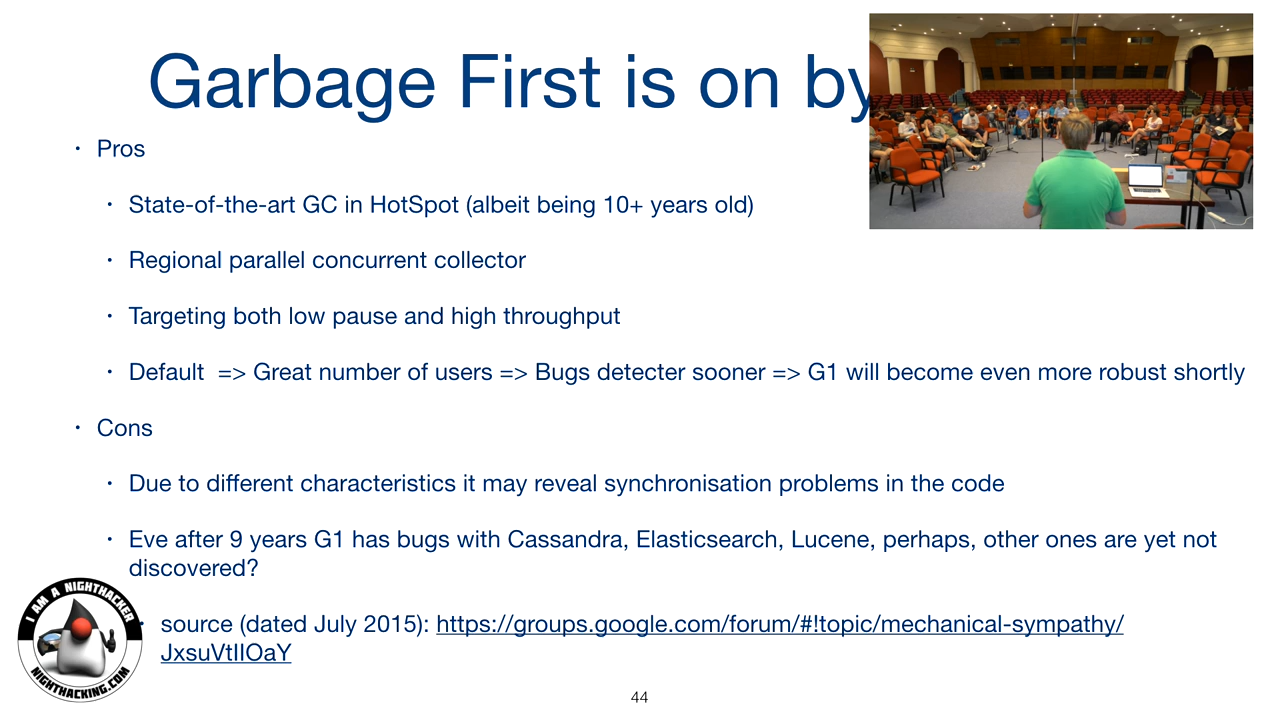 Garbage First is on by
• Pros
• State-of-the-art GC in HotSpot (albeit being 10+ years old)
• Regional parallel concurrent collector
• Targeting both low pause and high throughput
• Default => Great number of users => Bugs detecter sooner => G1 will become even more robust shortly
• Cons
• Due to different characteristics it may reveal synchronisation problems in the code
• Eve after 9 years G1 has bugs with Cassandra, Elasticsearch, Lucene, perhaps, other ones are yet not
discovered?
• source (dated July 2015): https://groups.google.com/forum/#!topic/mechanical-sympathy/
JxsuVtIIOaY
I AM A NIGHTHACKER
NIGHTHACKING.COM
44